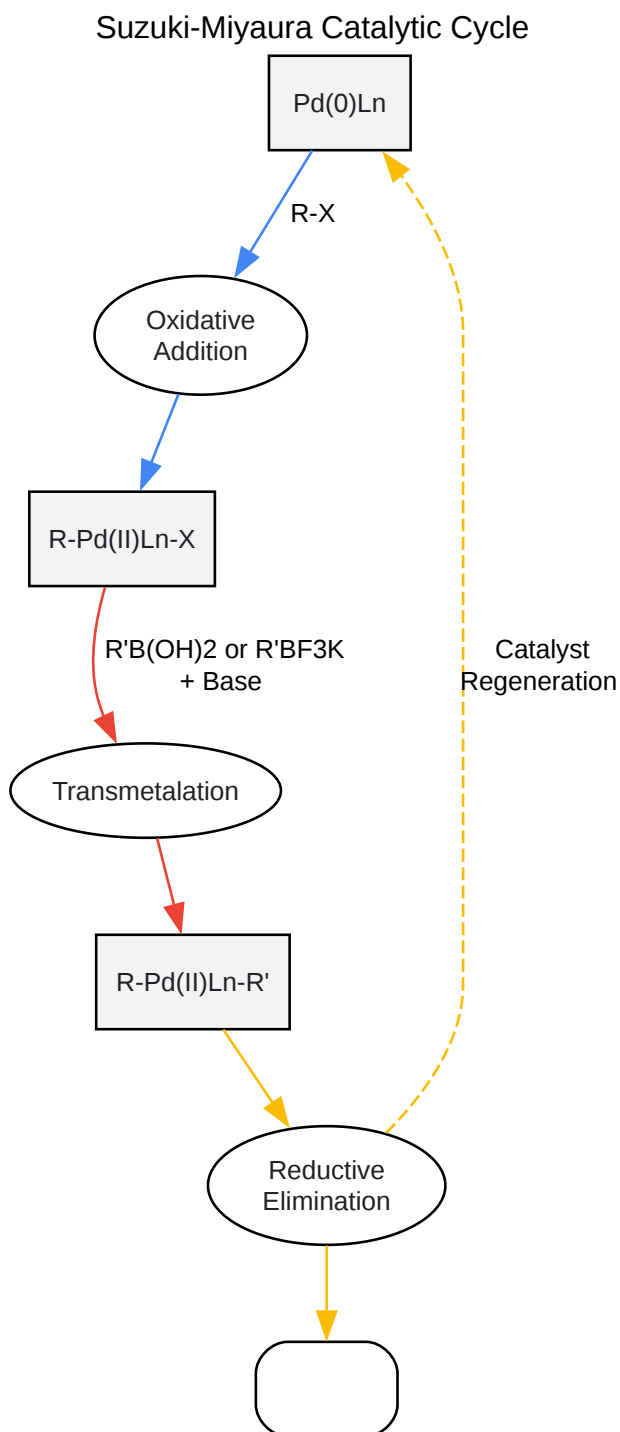 Suzuki-Miyaura Catalytic Cycle
Pd(0)Ln
R-X
Oxidative
Addition
R-Pd(II)Ln-X
R'B(OH)2 or R'BF3K
+ Base
Catalyst
Regeneration
Transmetalation
R-Pd(II)Ln-R'
Reductive
Elimination